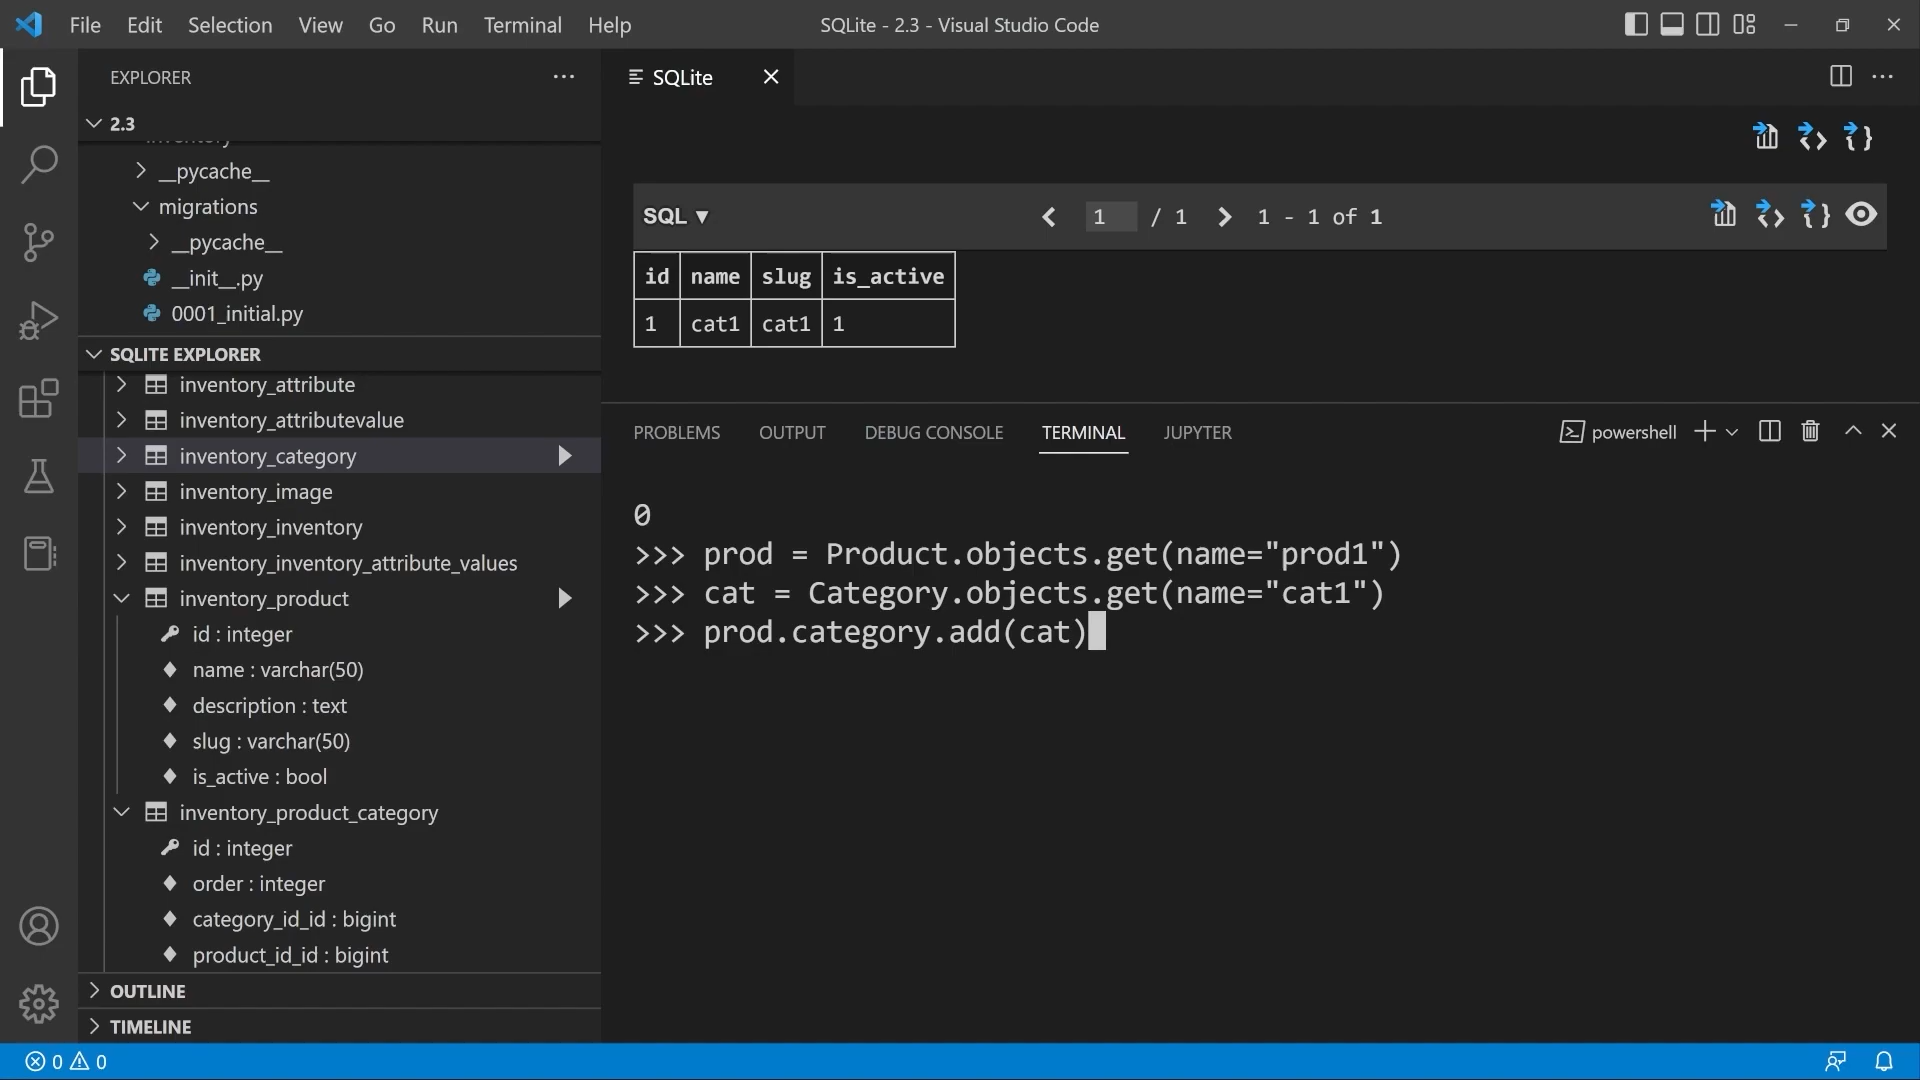 File Edit Selection View Go Run Terminal Help
SQLite - 2.3 - Visual Studio Code
EXPLORER
2.3
inventory
__pycache__
migrations
__pycache__
__init__.py
0001_initial.py
SQLITE EXPLORER
inventory_attribute
inventory_attributevalue
inventory_category
inventory_image
inventory_inventory
inventory_inventory_attribute_values
inventory_product
id : integer
name : varchar(50)
description : text
slug : varchar(50)
is_active : bool
inventory_product_category
id : integer
order : integer
category_id_id : bigint
product_id_id : bigint
OUTLINE
TIMELINE
SQLite
SQL ▼
1 / 1 1 - 1 of 1
id name slug is_active
1 cat1 cat1 1
PROBLEMS OUTPUT DEBUG CONSOLE TERMINAL JUPYTER
powershell
0
>>> prod = Product.objects.get(name="prod1")
>>> cat = Category.objects.get(name="cat1")
>>> prod.category.add(cat)
0 0